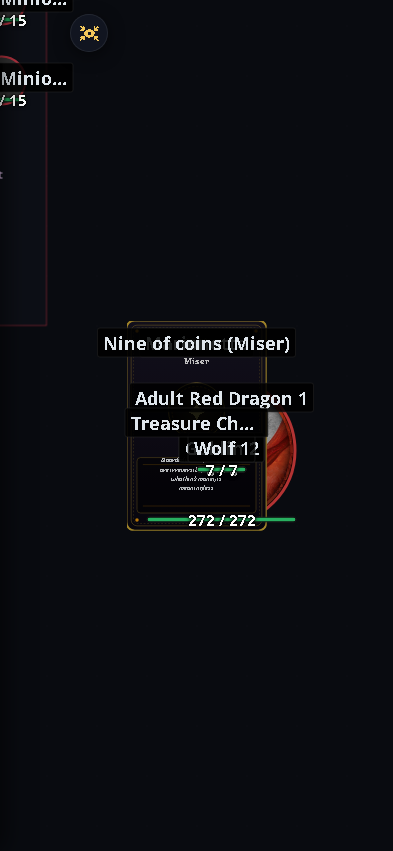 Minio...
/ 15
Minio...
/ 15
Nine of coins (Miser)
Miser
Adult Red Dragon 1
Treasure Ch...
Wolf 12
7 / 7
272 / 272